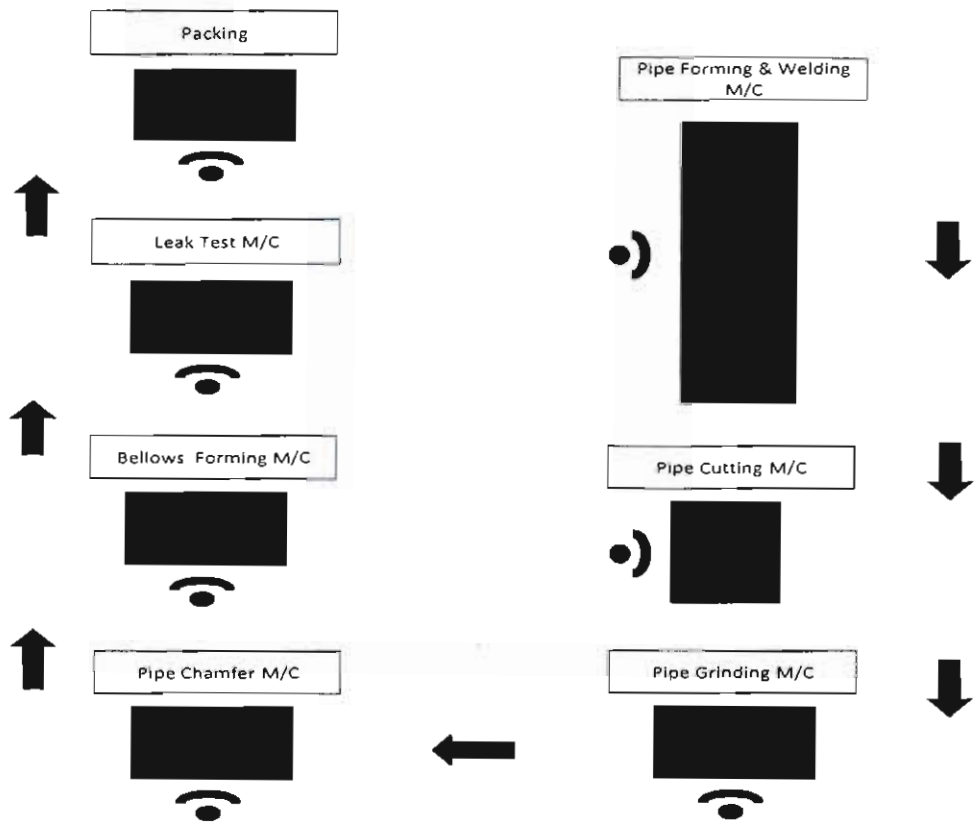 Packing
Pipe Forming & Welding
M/C
Leak Test M/C
Bellows Forming M/C
Pipe Cutting M/C
Pipe Chamfer M/C
Pipe Grinding M/C